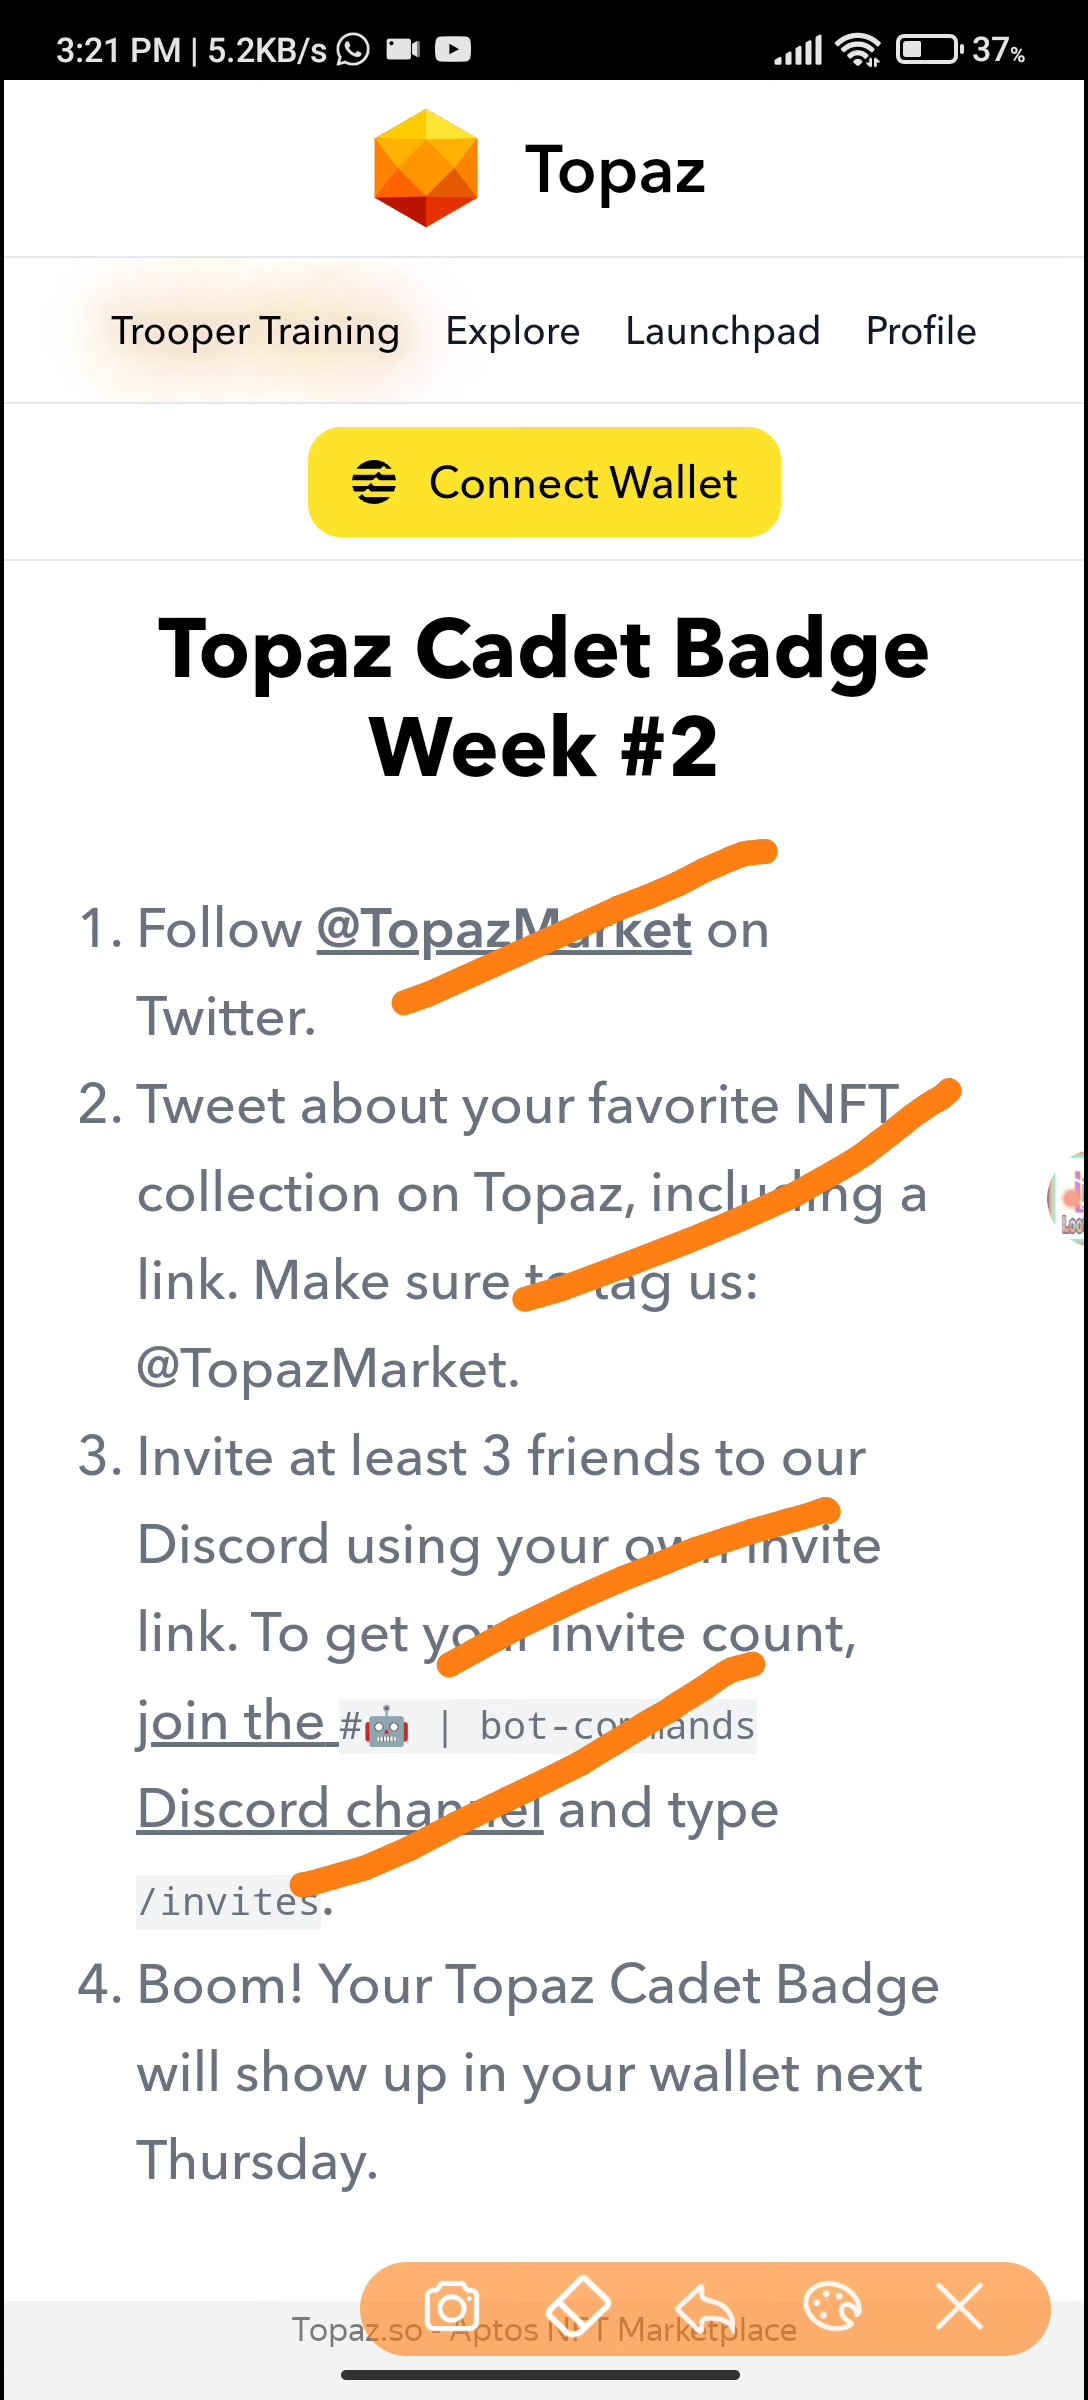 3:21 PM | 5.2KB/s 37%
Topaz
Trooper Training Explore Launchpad Profile
Connect Wallet
Topaz Cadet Badge
Week #2
1. Follow @TopazMarket on
Twitter.
2. Tweet about your favorite NFT
collection on Topaz, including a
link. Make sure to tag us:
@TopazMarket.
3. Invite at least 3 friends to our
Discord using your own invite
link. To get your invite count,
join the #🤖 | bot-commands
Discord channel and type
/invites.
4. Boom! Your Topaz Cadet Badge
will show up in your wallet next
Thursday.
Topaz.so - Aptos NFT Marketplace